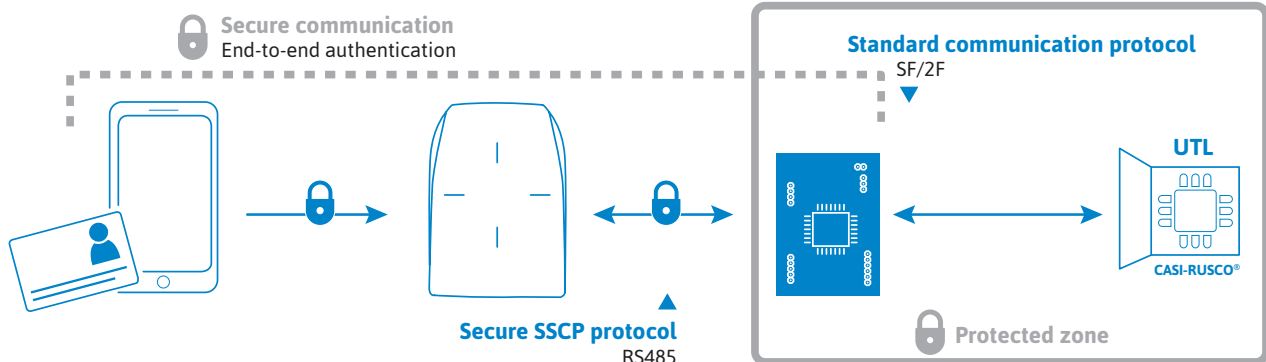 Secure communication
End-to-end authentication
Standard communication protocol
SF/2F
UTL
CASI-RUSCO®
Secure SSCP protocol
RS485
Protected zone